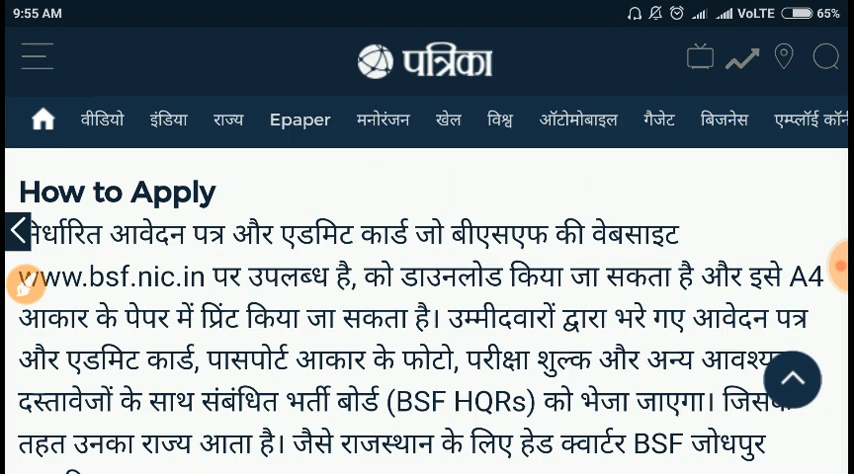 9:55 AM VoLTE 65%
पत्रिका
वीडियो इंडिया राज्य Epaper मनोरंजन खेल विश्व ऑटोमोबाइल गैजेट बिजनेस एम्प्लॉई
How to Apply
निर्धारित आवेदन पत्र और एडमिट कार्ड जो बीएसएफ की वेबसाइट
www.bsf.nic.in पर उपलब्ध है, को डाउनलोड किया जा सकता है और इसे A4
आकार के पेपर में प्रिंट किया जा सकता है। उम्मीदवारों द्वारा भरे गए आवेदन पत्र
और एडमिट कार्ड, पासपोर्ट आकार के फोटो, परीक्षा शुल्क और अन्य
दस्तावेजों के साथ संबंधित भर्ती बोर्ड (BSF HQRs) को भेजा जाएगा। जिसके
तहत उनका राज्य आता है। जैसे राजस्थान के लिए हेड क्वार्टर BSF जोधपुर